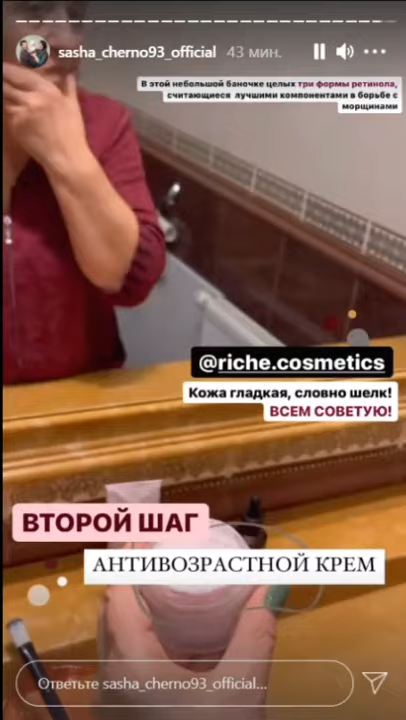 sasha_cherno93_official 43 мин.
В этой небольшой баночке целых три формы ретинола,
считающиеся лучшими компонентами в борьбе с
морщинами
@riche.cosmetics
Кожа гладкая, словно шелк!
ВСЕМ СОВЕТУЮ!
ВТОРОЙ ШАГ
АНТИВОЗРАСТНОЙ КРЕМ
Ответьте sasha_cherno93_official...